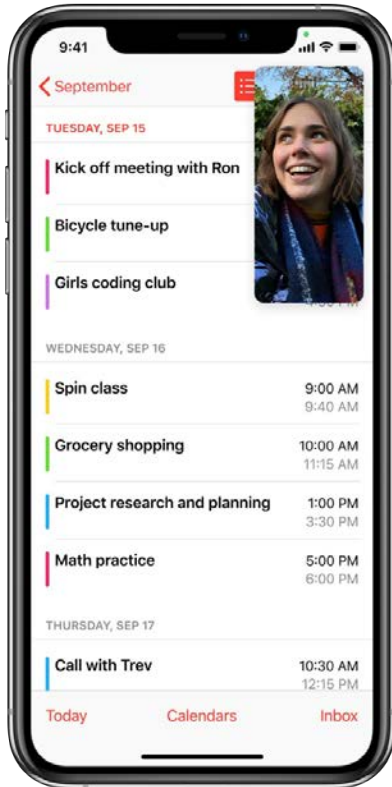 9:41
September
TUESDAY, SEP 15
Kick off meeting with Ron
Bicycle tune-up
Girls coding club
WEDNESDAY, SEP 16
Spin class 9:00 AM
9:40 AM
Grocery shopping 10:00 AM
11:15 AM
Project research and planning 1:00 PM
3:30 PM
Math practice 5:00 PM
6:00 PM
THURSDAY, SEP 17
Call with Trev 10:30 AM
12:15 PM
Today Calendars Inbox